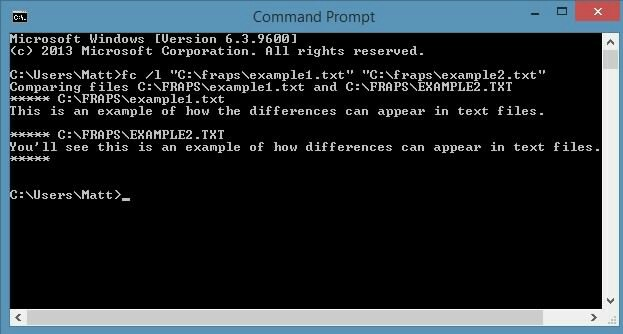 Command Prompt
Microsoft Windows [Version 6.3.9600]
(c) 2013 Microsoft Corporation. All rights reserved.
C:\Users\Matt>fc /l "C:\fraps\example1.txt" "C:\fraps\example2.txt"
Comparing files C:\FRAPS\example1.txt and C:\FRAPS\EXAMPLE2.TXT
***** C:\FRAPS\example1.txt
This is an example of how the differences can appear in text files.
***** C:\FRAPS\EXAMPLE2.TXT
You'll see this is an example of how differences can appear in text files.
*****
C:\Users\Matt>_